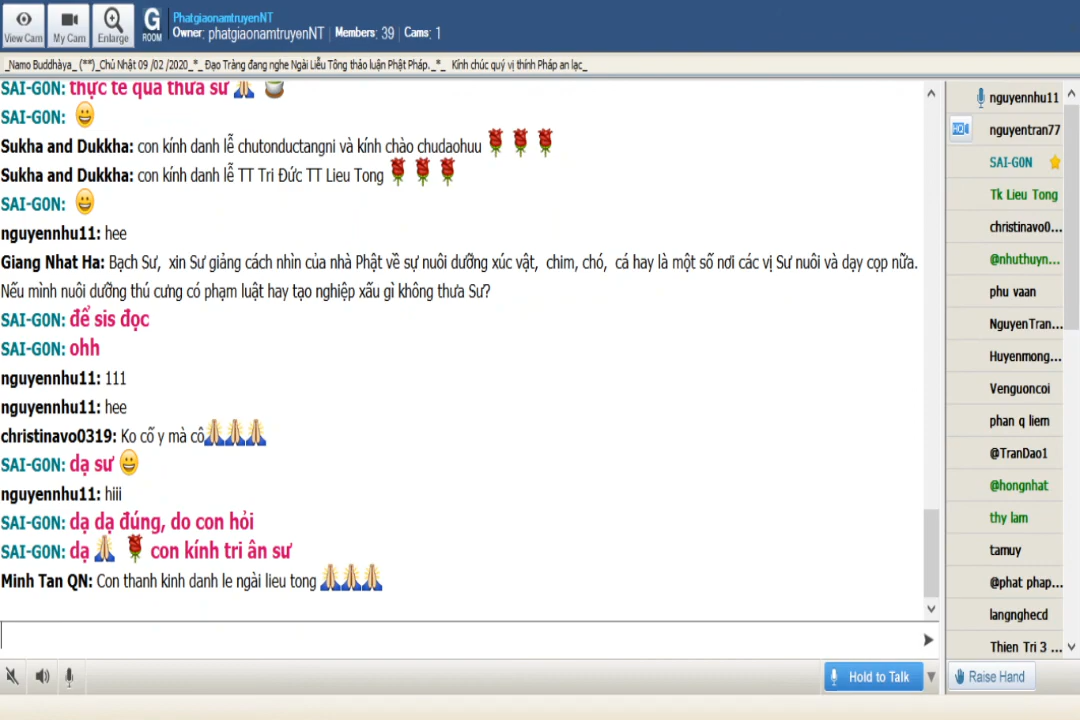 View Cam
My Cam
Enlarge
G ROOM
PhatgiaonamtruyenNT
Owner: phatgiaonamtruyenNT | Members: 39 | Cams: 1
_Namo Buddhàya_ (**)_Chủ Nhật 09 /02 /2020_*_ Đạo Tràng đang nghe Ngài Liễu Tông thảo luận Phật Pháp._*_ Kính chúc quý vị thính Pháp an lạc_
SAI-GON: thực tế quá thưa sư
SAI-GON:
Sukha and Dukkha: con kính danh lễ chutonductangni và kính chào chudaohuu
Sukha and Dukkha: con kính danh lễ TT Tri Đức TT Lieu Tong
SAI-GON:
nguyennhu11: hee
Giang Nhat Ha: Bạch Sư, xin Sư giảng cách nhìn của nhà Phật về sự nuôi dưỡng xúc vật, chim, chó, cá hay là một số nơi các vị Sư nuôi và dạy cọp nữa.
Nếu mình nuôi dưỡng thú cưng có phạm luật hay tạo nghiệp xấu gì không thưa Sư?
SAI-GON: để sis đọc
SAI-GON: ohh
nguyennhu11: 111
nguyennhu11: hee
christinavo0319: Ko cố y mà cô
SAI-GON: dạ sư
nguyennhu11: hiii
SAI-GON: dạ dạ đúng, do con hỏi
SAI-GON: dạ con kính tri ân sư
Minh Tan QN: Con thanh kinh danh le ngài lieu tong
Hold to Talk
nguyennhu11
HD nguyentran77
SAI-GON
Tk Lieu Tong
christinavo0...
@nhuthuyn...
phu vaan
NguyenTran...
Huyenmong...
Venguoncoi
phan q liem
@TranDao1
@hongnhat
thy lam
tamuy
@phat phap...
langnghecd
Thien Tri 3 ...
Raise Hand